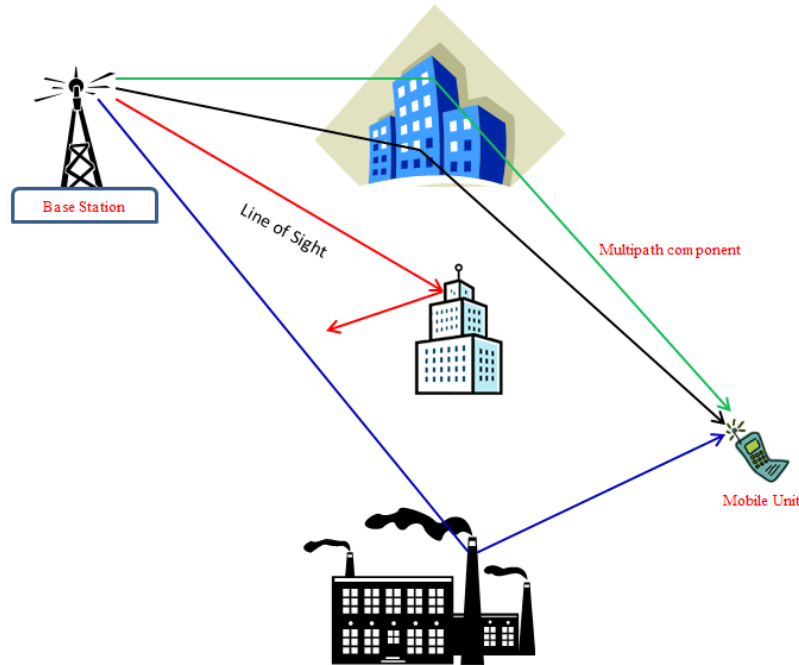 Base Station
Line of Sight
Multipath component
Mobile Unit